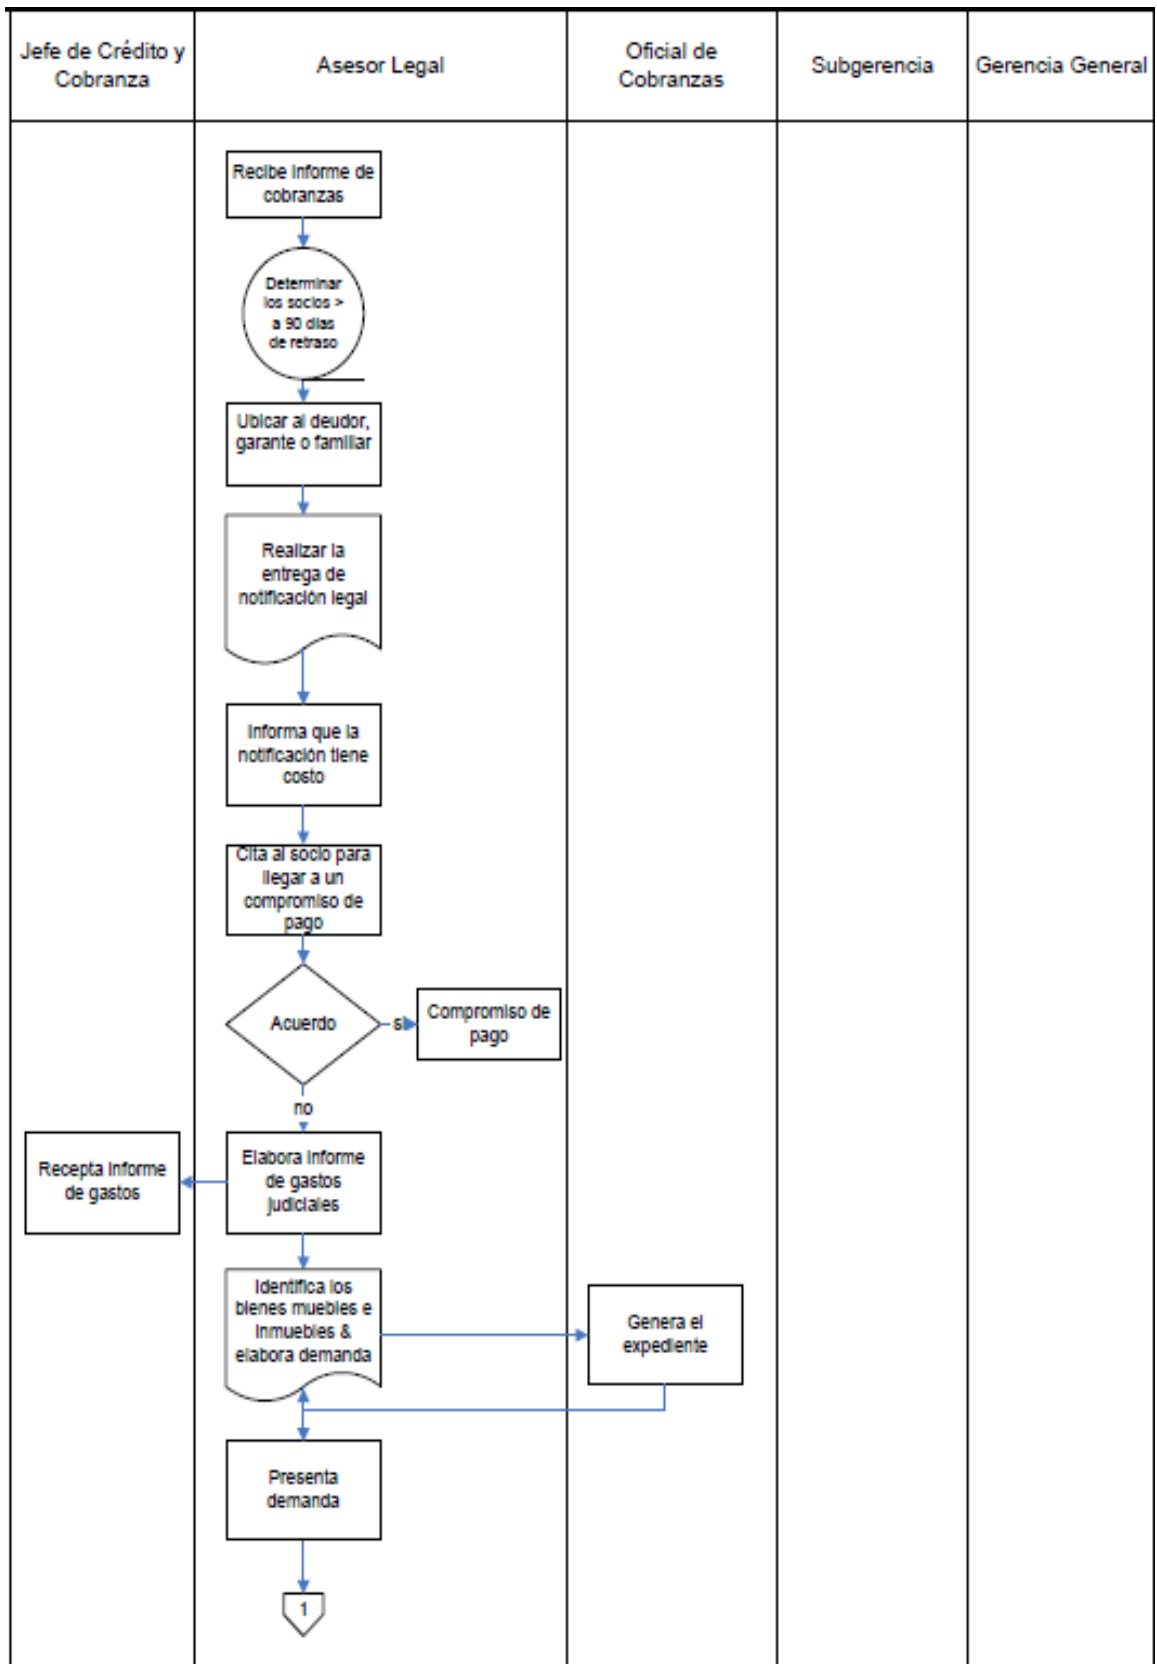 Jefe de Crédito y
Cobranza
Asesor Legal
Oficial de
Cobranzas
Subgerencia
Gerencia General
Recibe informe de
cobranzas
Determinar
los socios >
a 90 días
de retraso
Ubicar al deudor,
garante o familiar
Realizar la
entrega de
notificación legal
Informa que la
notificación tiene
costo
Cita al socio para
llegar a un
compromiso de
pago
Acuerdo
si
Compromiso de
pago
no
Recepta informe
de gastos
Elabora informe
de gastos
judiciales
Identifica los
bienes muebles e
inmuebles &
elabora demanda
Genera el
expediente
Presenta
demanda
1